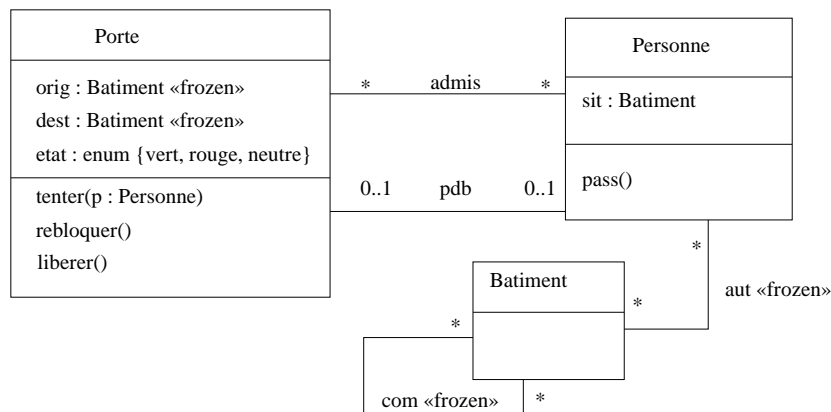 Porte
orig : Batiment «frozen»
dest : Batiment «frozen»
etat : enum {vert, rouge, neutre}
tenter(p : Personne)
rebloquer()
liberer()
* admis *
0..1 pdb 0..1
Personne
sit : Batiment
pass()
*
aut «frozen»
Batiment
*
*
com «frozen»
*